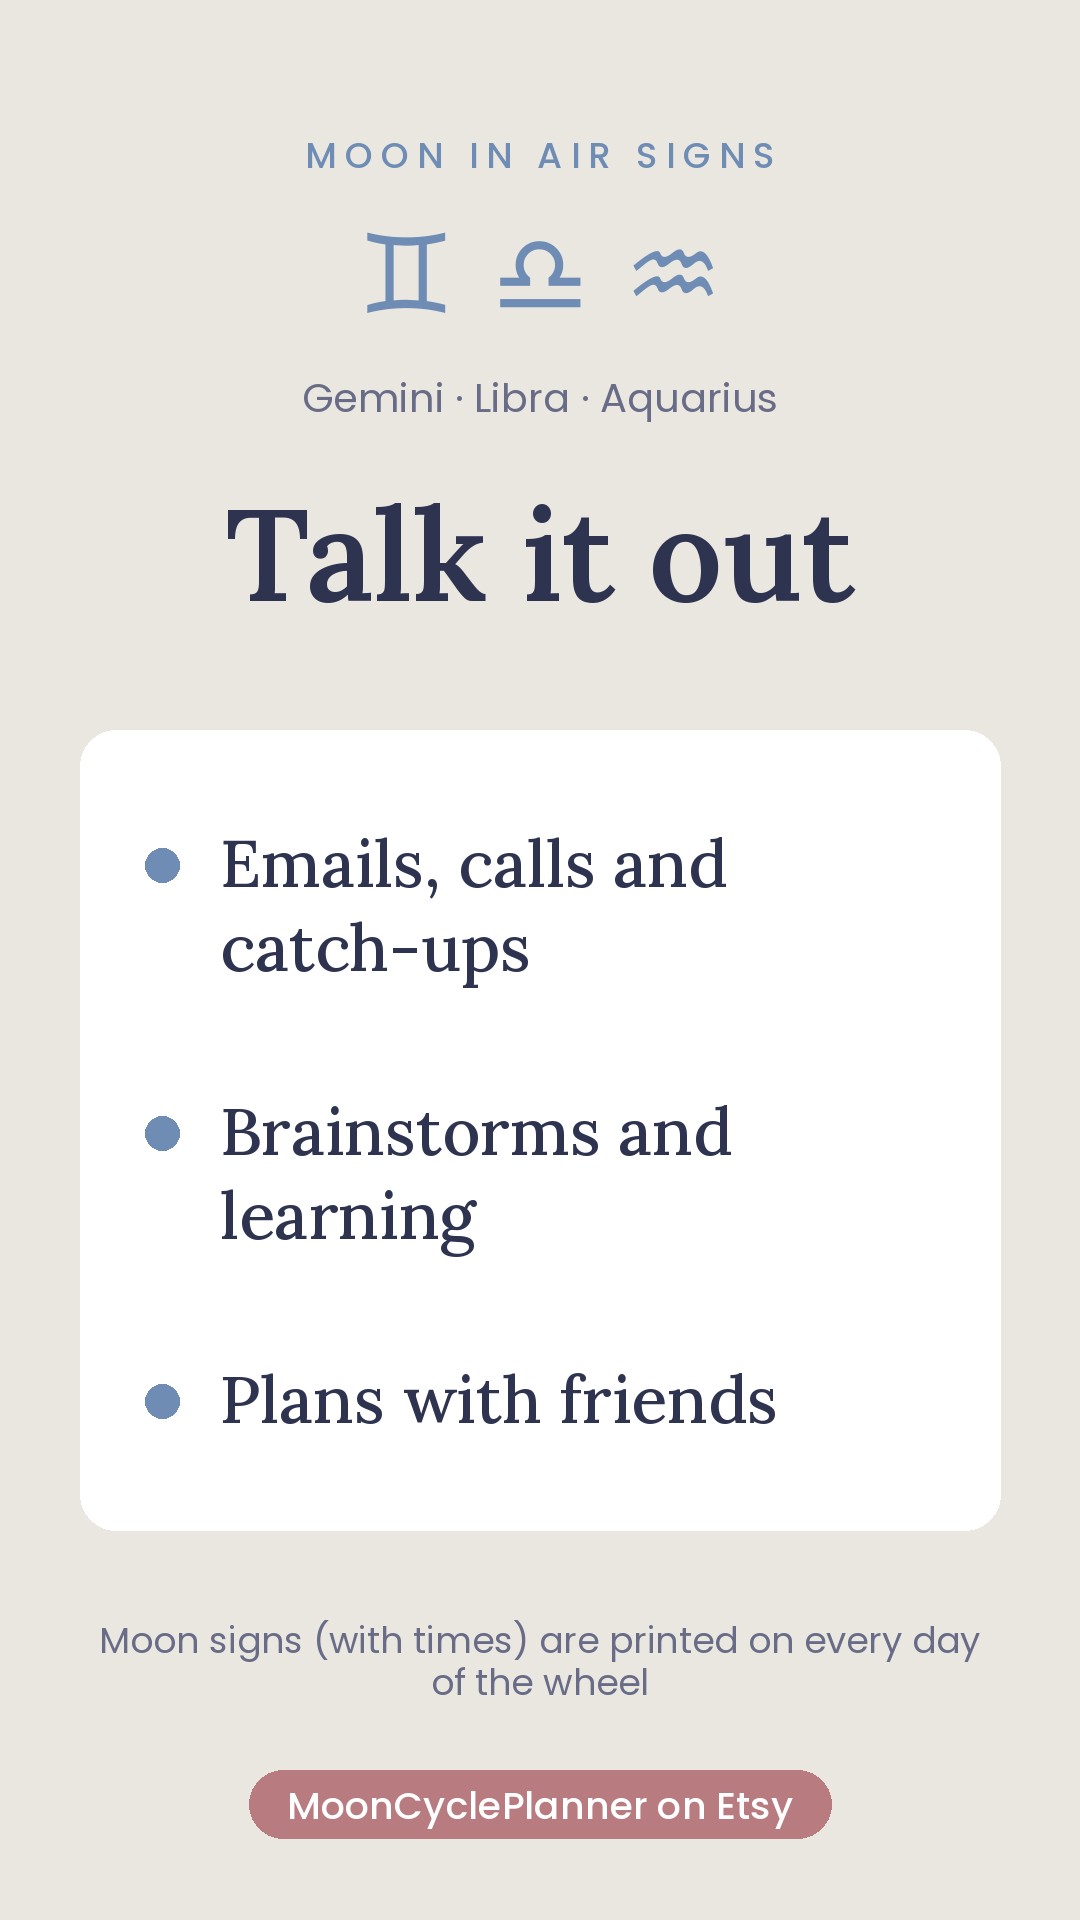 MOON IN AIR SIGNS
♊ ♎ ♒
Gemini · Libra · Aquarius
Talk it out
Emails, calls and
catch-ups
Brainstorms and
learning
Plans with friends
Moon signs (with times) are printed on every day
of the wheel
MoonCyclePlanner on Etsy